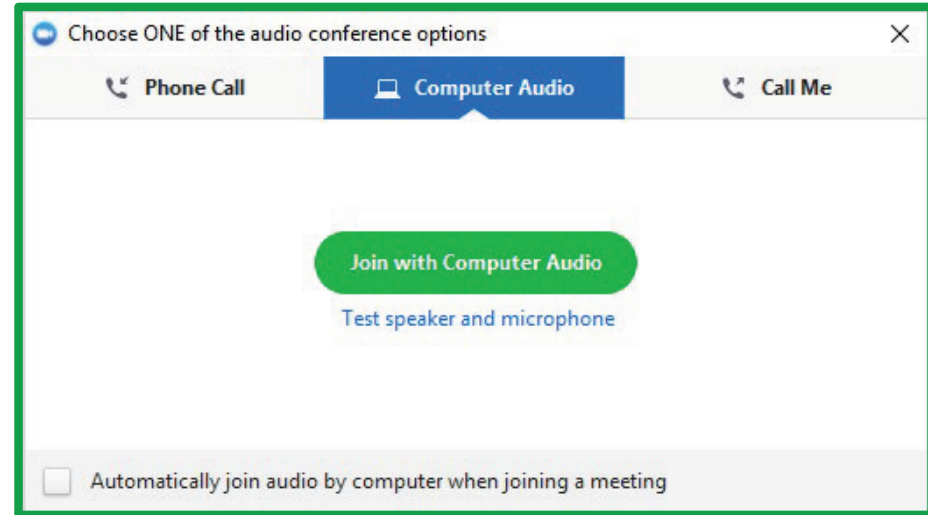 Choose ONE of the audio conference options
Phone Call
Computer Audio
Call Me
Join with Computer Audio
Test speaker and microphone
Automatically join audio by computer when joining a meeting